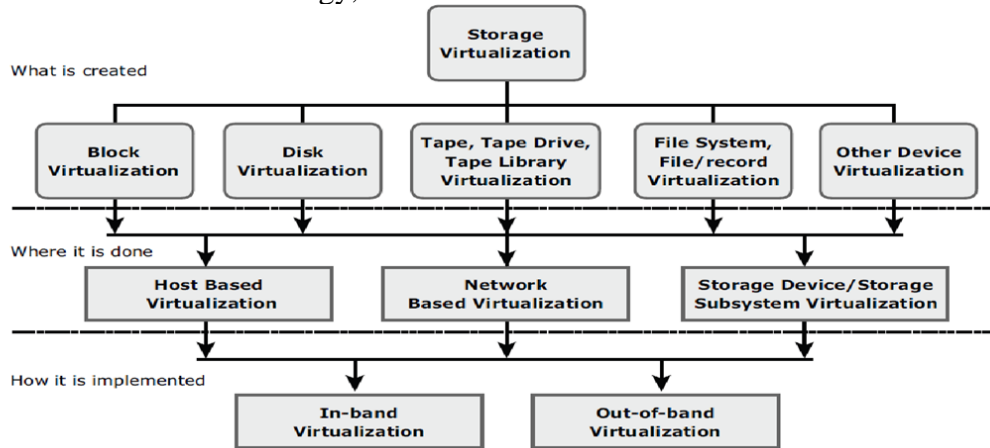 gy,
Storage
Virtualization
What is created
Block
Virtualization
Disk
Virtualization
Tape, Tape Drive,
Tape Library
Virtualization
File System,
File/record
Virtualization
Other Device
Virtualization
Where it is done
Host Based
Virtualization
Network
Based Virtualization
Storage Device/Storage
Subsystem Virtualization
How it is implemented
In-band
Virtualization
Out-of-band
Virtualization